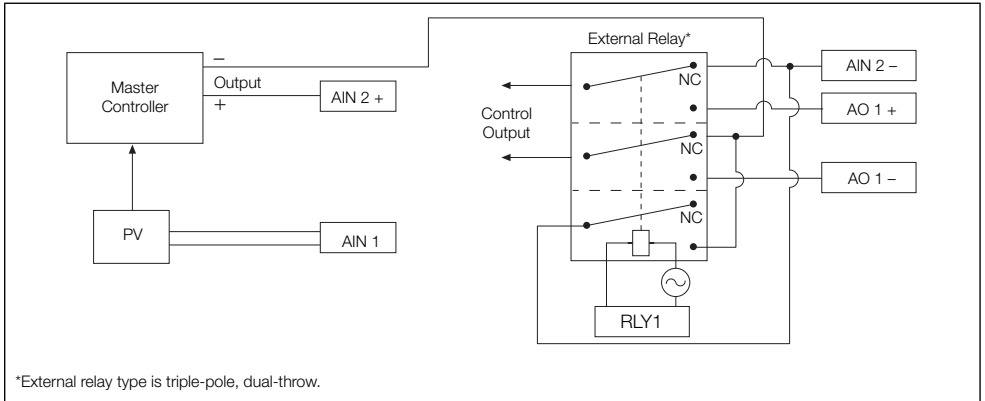 External Relay*
–
Master
Controller
Output
+
AIN 2 +
NC
AIN 2 –
AO 1 +
Control
Output
NC
AO 1 –
PV
AIN 1
NC
RLY1
*External relay type is triple-pole, dual-throw.